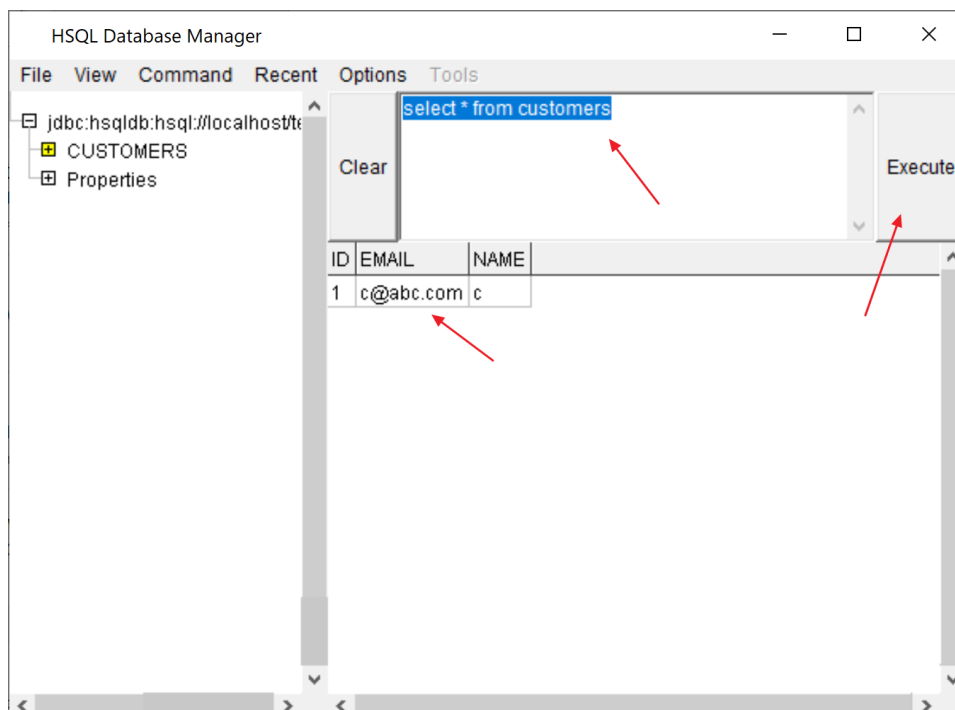 HSQL Database Manager
File View Command Recent Options Tools
jdbc:hsqldb:hsql://localhost/te
CUSTOMERS
Properties
Clear
select * from customers
Execute
ID EMAIL NAME
1 c@abc.com c